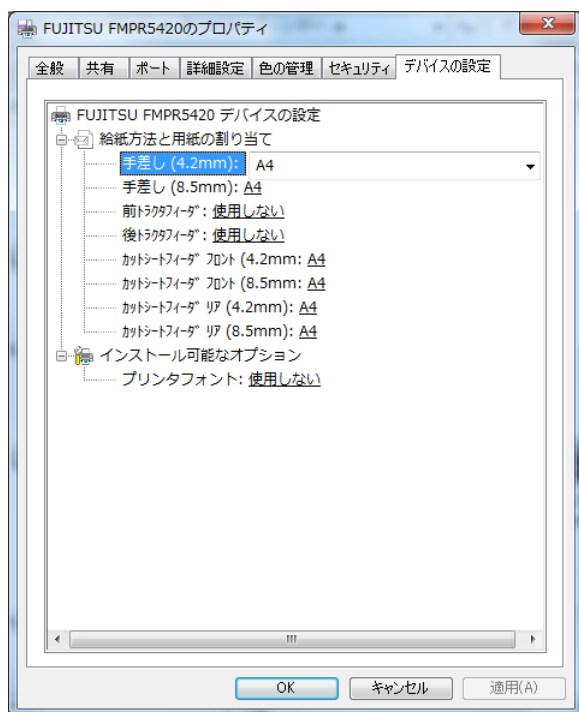 FUJITSU FMPR5420のプロパティ
全般 共有 ポート 詳細設定 色の管理 セキュリティ デバイスの設定
FUJITSU FMPR5420 デバイスの設定
給紙方法と用紙の割り当て
手差し (4.2mm): A4
手差し (8.5mm): A4
前ﾄﾗｸﾀﾌｨｰﾀﾞ: 使用しない
後ﾄﾗｸﾀﾌｨｰﾀﾞ: 使用しない
ｶｯﾄｼｰﾄﾌｨｰﾀﾞ ﾌﾛﾝﾄ (4.2mm: A4
ｶｯﾄｼｰﾄﾌｨｰﾀﾞ ﾌﾛﾝﾄ (8.5mm: A4
ｶｯﾄｼｰﾄﾌｨｰﾀﾞ ﾘｱ (4.2mm): A4
ｶｯﾄｼｰﾄﾌｨｰﾀﾞ ﾘｱ (8.5mm): A4
インストール可能なオプション
プリンタフォント: 使用しない
OK キャンセル 適用(A)